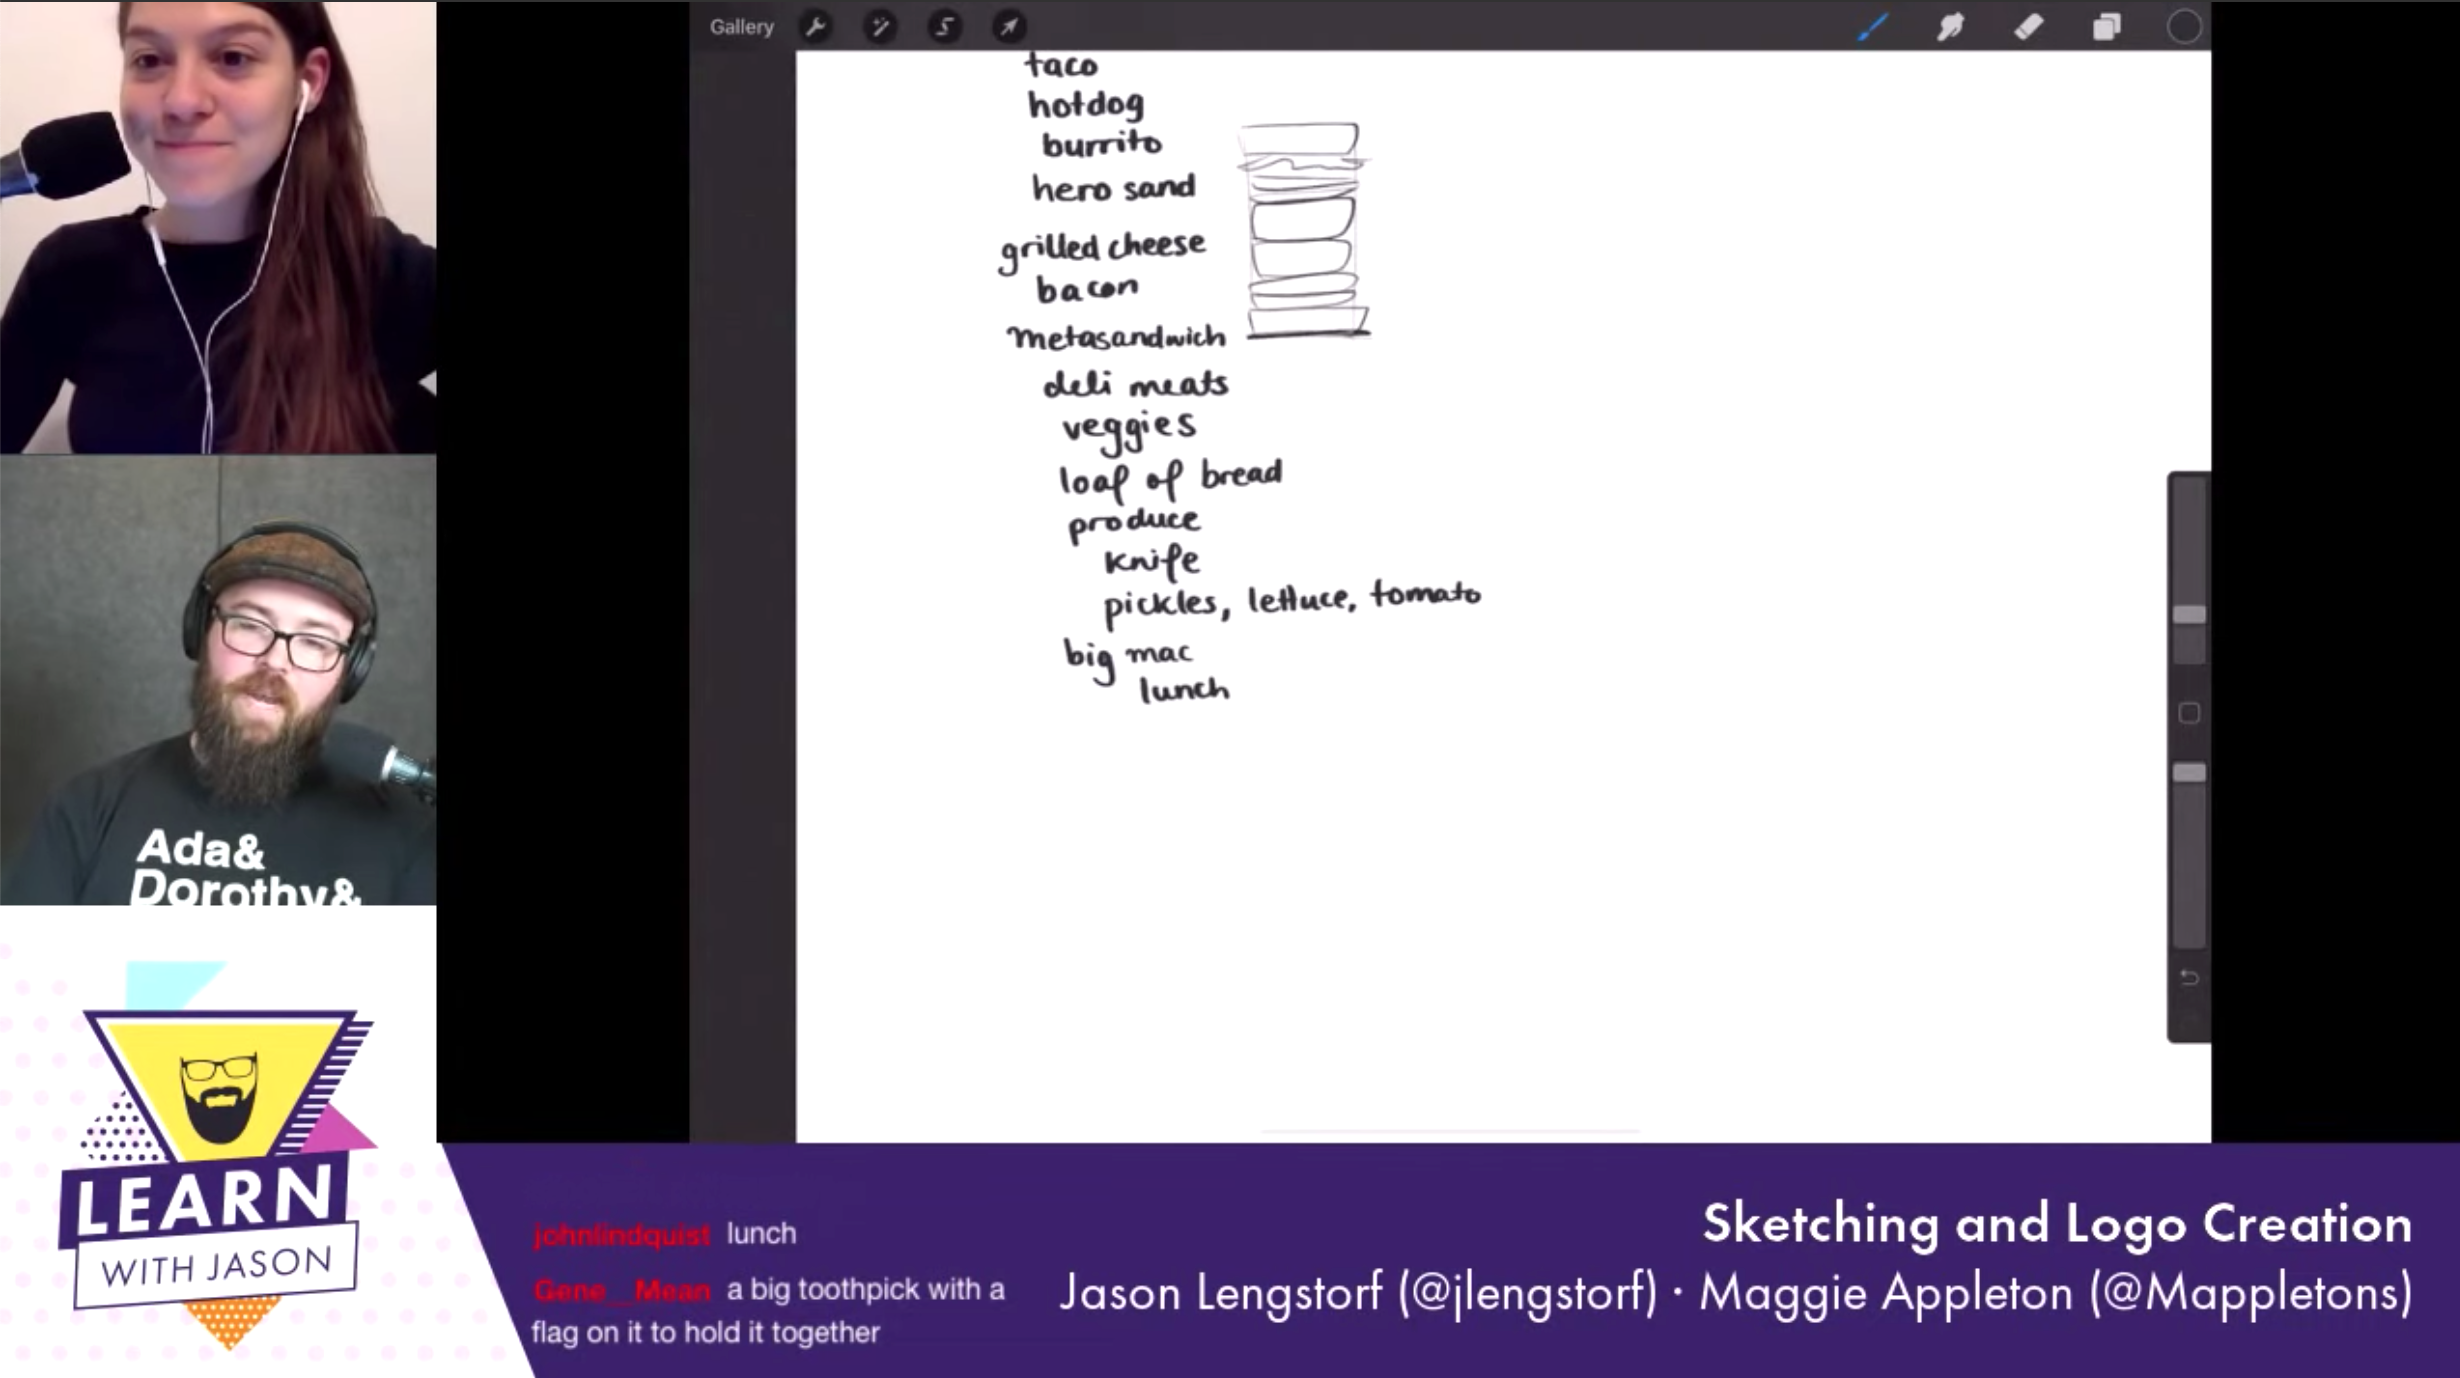 Gallery
taco
hotdog
burrito
hero sand
grilled cheese
bacon
metasandwich
deli meats
veggies
loaf of bread
produce
knife
pickles, lettuce, tomato
big mac
lunch
Ada&
Dorothy&
LEARN
WITH JASON
johnlindquist lunch
Gene__Mean a big toothpick with a
flag on it to hold it together
Sketching and Logo Creation
Jason Lengstorf (@jlengstorf) · Maggie Appleton (@Mappletons)